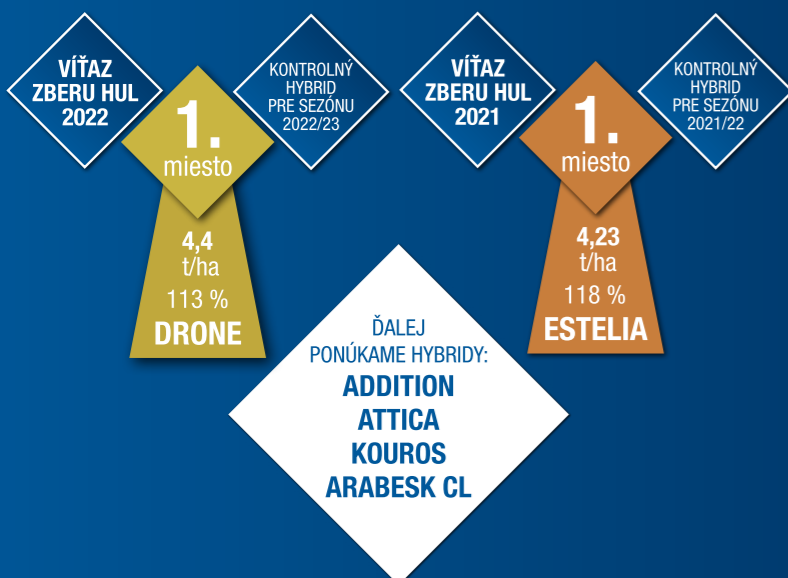 VÍŤAZ
ZBERU HUL
2022
1.
miesto
KONTROLNÝ
HYBRID
PRE SEZÓNU
2022/23
4,4
t/ha
113 %
DRONE
VÍŤAZ
ZBERU HUL
2021
1.
miesto
KONTROLNÝ
HYBRID
PRE SEZÓNU
2021/22
4,23
t/ha
118 %
ESTELIA
ĎALEJ
PONÚKAME HYBRIDY:
ADDITION
ATTICA
KOUROS
ARABESK CL